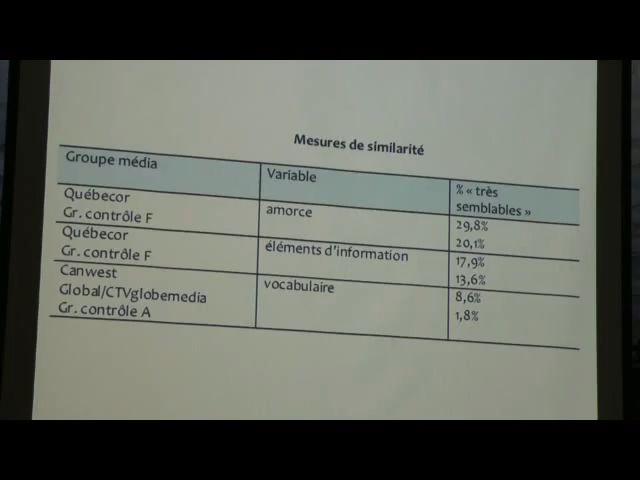 Mesures de similarité
Groupe média Variable % « très
semblables »
Québecor amorce 29,8%
Gr. contrôle F 20,1%
Québecor éléments d'information 17,9%
Gr. contrôle F 13,6%
Canwest vocabulaire 8,6%
Global/CTVglobemedia 1,8%
Gr. contrôle A